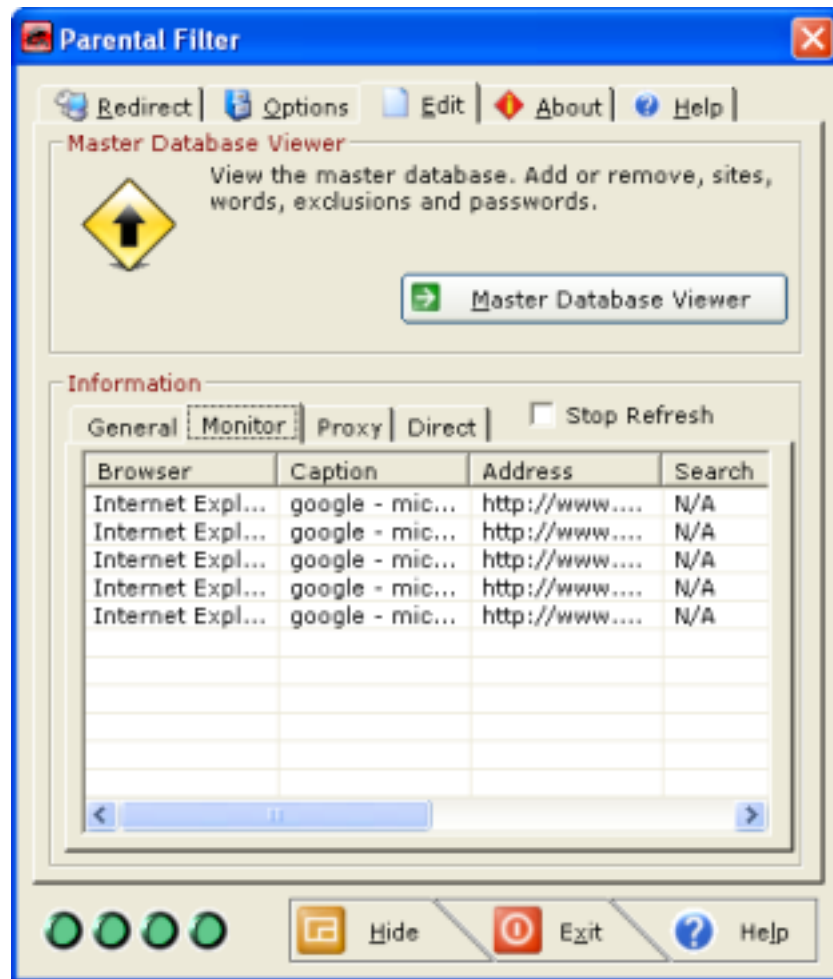 Parental Filter
Redirect Options Edit About Help
Master Database Viewer
View the master database. Add or remove, sites,
words, exclusions and passwords.
Master Database Viewer
Information
General Monitor Proxy Direct Stop Refresh
Browser Caption Address Search
Internet Expl... google - mic... http://www.... N/A
Internet Expl... google - mic... http://www.... N/A
Internet Expl... google - mic... http://www.... N/A
Internet Expl... google - mic... http://www.... N/A
Internet Expl... google - mic... http://www.... N/A
Hide Exit Help